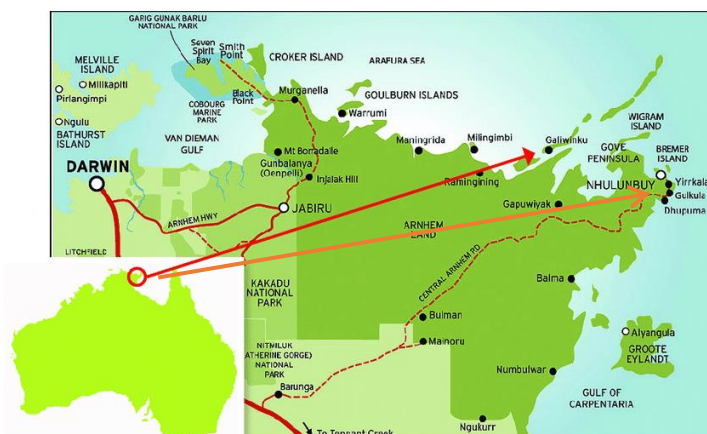 GARIG GUNAK BARLU
NATIONAL PARK
Seven
Spirit
Bay
Smith
Point
CROKER ISLAND
ARAFURA SEA
MELVILLE
ISLAND
Milikapiti
Pirlangimpi
Ngulu
BATHURST
ISLAND
COBOURG
MARINE
PARK
Black
Point
Murganella
GOULBURN ISLANDS
Warrumi
VAN DIEMAN
GULF
Mt Borradaile
Gunbalanya
(Oenpelli)
Injalak Hill
Maningrida
Milingimbi
Galiwinku
Ramingining
WIGRAM
ISLAND
GOVE
PENINSULA
BREMER
ISLAND
NHULUNBUY
Yirrkala
Gulkula
Dhupuma
DARWIN
ARNHEM HWY
JABIRU
Gapuwiyak
ARNHEM
LAND
LITCHFIELD
KAKADU
NATIONAL
PARK
CENTRAL ARNHEM RD
Balma
Bulman
Mainoru
Alyangula
GROOTE
EYLANDT
NITMILUK
(ATHERINE GORGE)
NATIONAL
PARK
Barunga
Numbulwar
GULF OF
CARPENTARIA
Ngukurr
To Tennant Creek